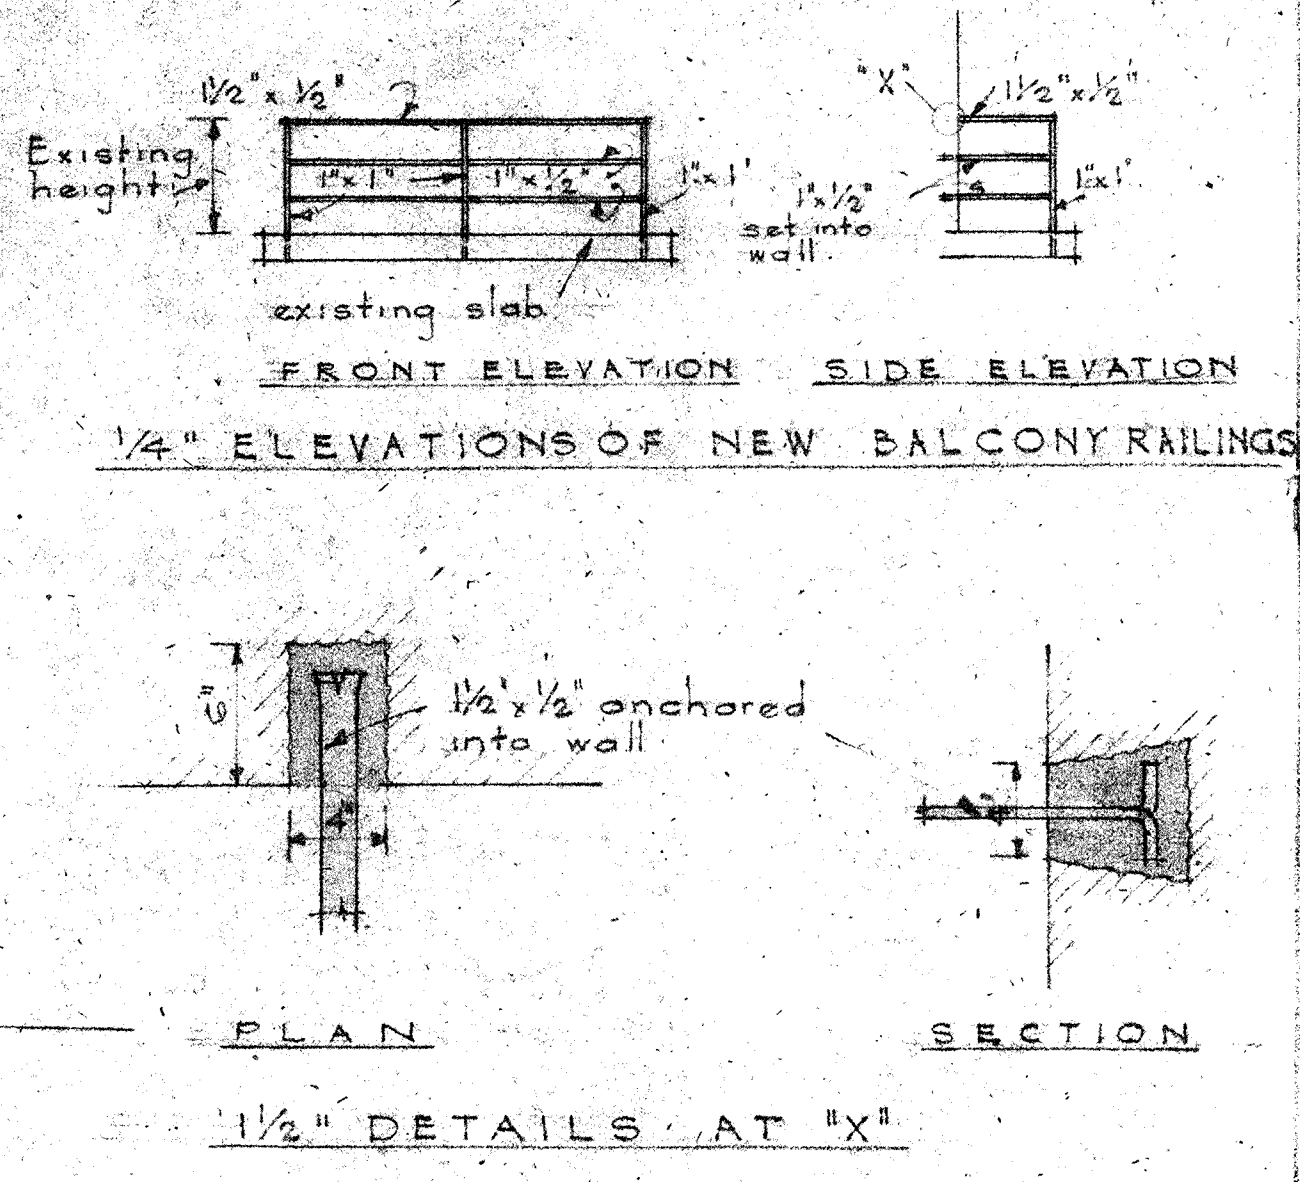 1½" x ½"
Existing
height
1" x 1"
1" x ½"
1" x 1'
existing slab
FRONT ELEVATION
"X"
1½" x ½"
1" x ½"
set into
wall
1" x 1'
SIDE ELEVATION
¼" ELEVATIONS OF NEW BALCONY RAILINGS
6"
1½' x ½" anchored
into wall
4"
PLAN
SECTION
1½" DETAILS AT "X"